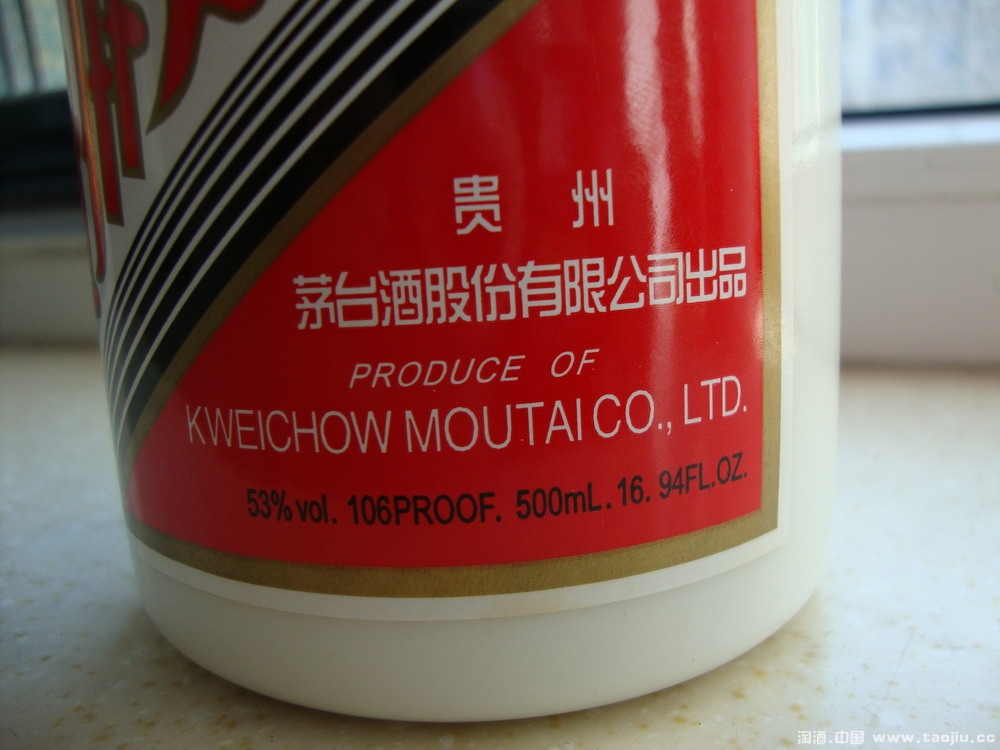 贵 州
茅台酒股份有限公司出品
PRODUCE OF
KWEICHOW MOUTAI CO., LTD.
53% vol. 106PROOF. 500mL. 16. 94FL.OZ.
淘酒.中国 www.taojiu.cc